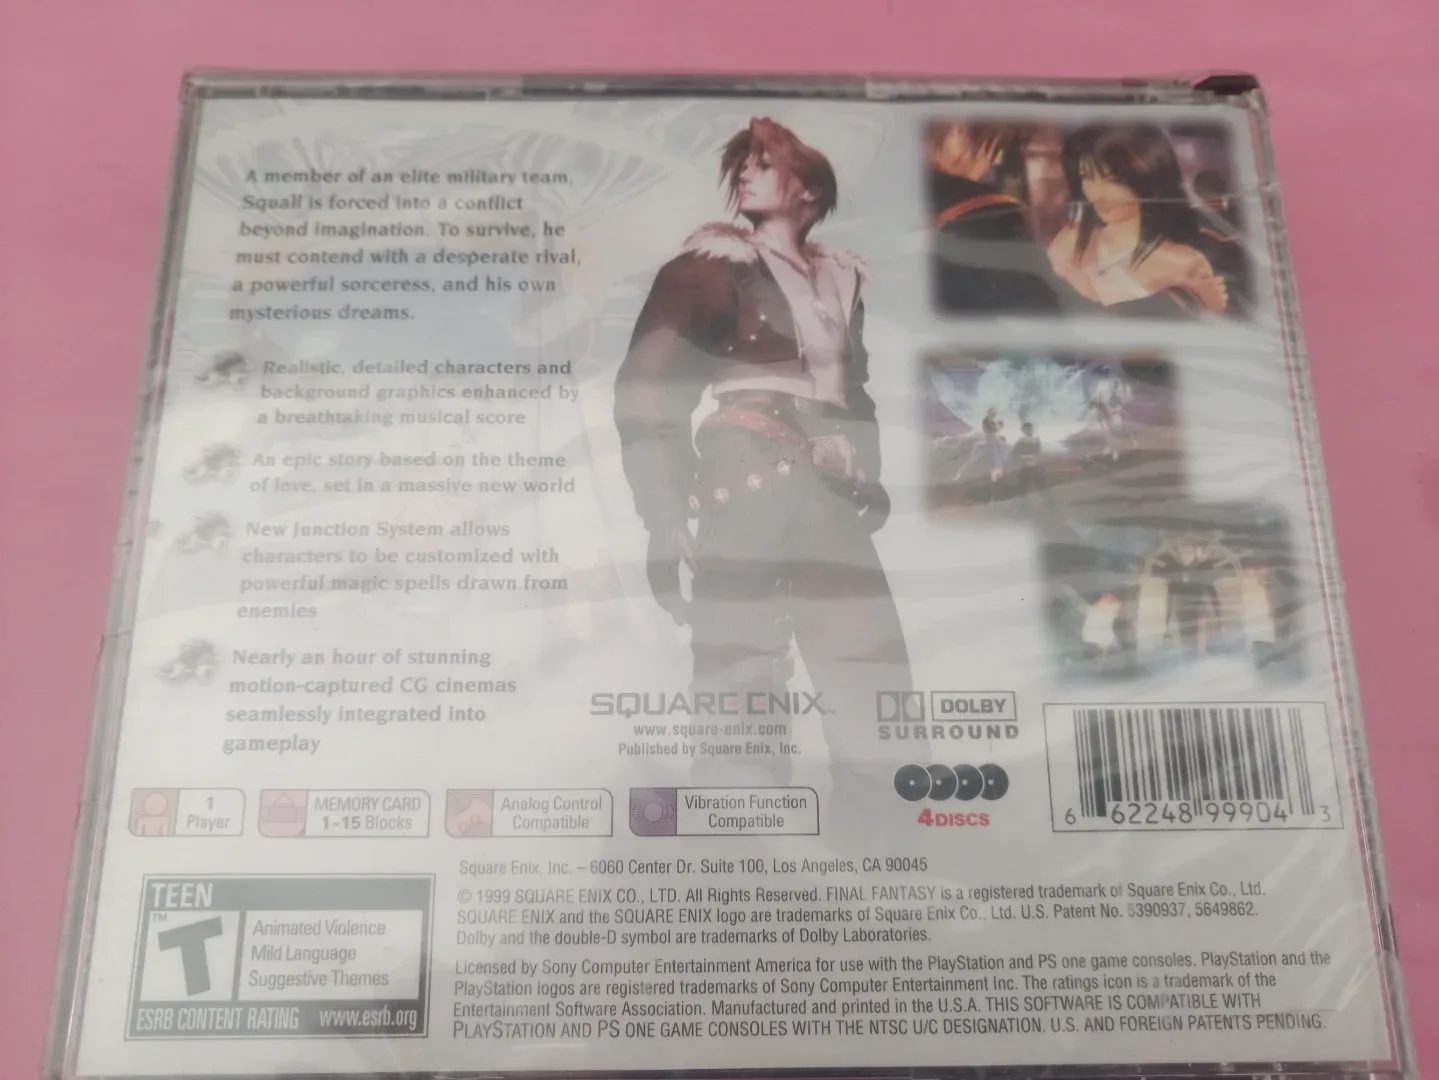 A member of an elite military team,
Squall is forced into a conflict
beyond imagination. To survive, he
must contend with a desperate rival,
a powerful sorceress, and his own
mysterious dreams.
Realistic, detailed characters and
background graphics enhanced by
a breathtaking musical score
An epic story based on the theme
of love, set in a massive new world
New Junction System allows
characters to be customized with
powerful magic spells drawn from
enemies
Nearly an hour of stunning
motion-captured CG cinemas
seamlessly integrated into
gameplay
SQUARE ENIX™
www.square-enix.com
Published by Square Enix, Inc.
DOLBY
SURROUND
4 DISCS
6 62248 99904 3
1
Player
MEMORY CARD
1-15 Blocks
Analog Control
Compatible
Vibration Function
Compatible
TEEN
TM
T
Animated Violence
Mild Language
Suggestive Themes
ESRB CONTENT RATING www.esrb.org
Square Enix, Inc. – 6060 Center Dr. Suite 100, Los Angeles, CA 90045
© 1999 SQUARE ENIX CO., LTD. All Rights Reserved. FINAL FANTASY is a registered trademark of Square Enix Co., Ltd.
SQUARE ENIX and the SQUARE ENIX logo are trademarks of Square Enix Co., Ltd. U.S. Patent No. 5390937, 5649862.
Dolby and the double-D symbol are trademarks of Dolby Laboratories.
Licensed by Sony Computer Entertainment America for use with the PlayStation and PS one game consoles. PlayStation and the
PlayStation logos are registered trademarks of Sony Computer Entertainment Inc. The ratings icon is a trademark of the
Entertainment Software Association. Manufactured and printed in the U.S.A. THIS SOFTWARE IS COMPATIBLE WITH
PLAYSTATION AND PS ONE GAME CONSOLES WITH THE NTSC U/C DESIGNATION. U.S. AND FOREIGN PATENTS PENDING.